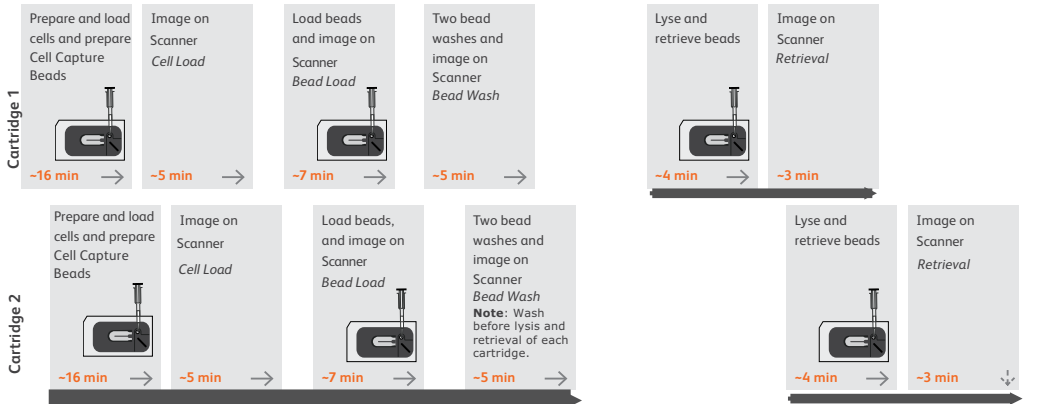 Cartridge 1
Prepare and load
cells and prepare
Cell Capture
Beads
~16 min
Image on
Scanner
Cell Load
~5 min
Load beads
and image on
Scanner
Bead Load
~7 min
Two bead
washes and
image on
Scanner
Bead Wash
~5 min
Lyse and
retrieve beads
~4 min
Image on
Scanner
Retrieval
~3 min
Cartridge 2
Prepare and load
cells and prepare
Cell Capture
Beads
~16 min
Image on
Scanner
Cell Load
~5 min
Load beads,
and image on
Scanner
Bead Load
~7 min
Two bead
washes and
image on
Scanner
Bead Wash
Note: Wash
before lysis and
retrieval of each
cartridge.
~5 min
Lyse and
retrieve beads
~4 min
Image on
Scanner
Retrieval
~3 min